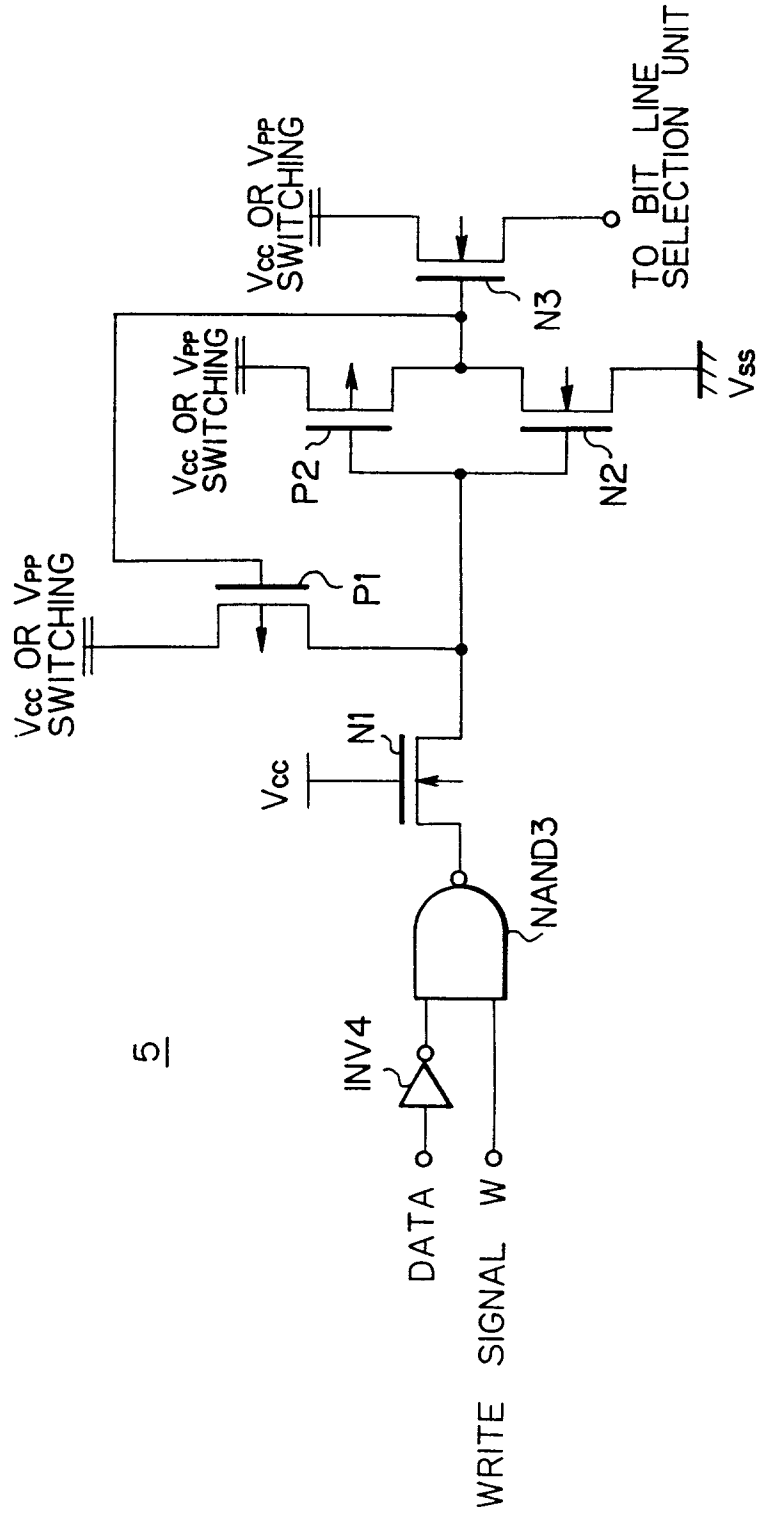 5
Vcc OR VPP
SWITCHING
Vcc OR VPP
SWITCHING
Vcc OR VPP
SWITCHING
Vcc
N1
P1
P2
N2
N3
Vss
INV4
NAND3
DATA
WRITE SIGNAL W
TO BIT LINE
SELECTION UNIT